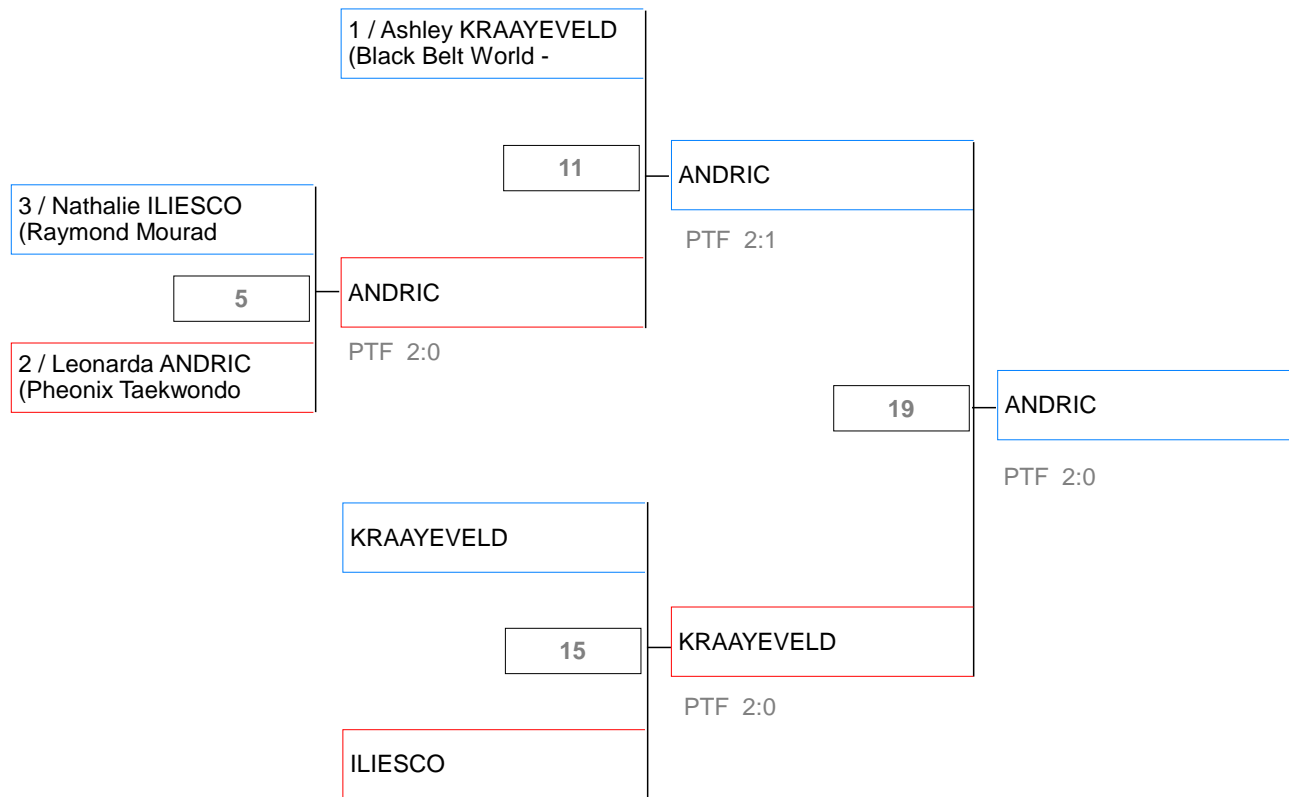 1 / Ashley KRAAYEVELD
(Black Belt World -
11
ANDRIC
PTF 2:1
3 / Nathalie ILIESCO
(Raymond Mourad
5
ANDRIC
PTF 2:0
2 / Leonarda ANDRIC
(Pheonix Taekwondo
19
ANDRIC
PTF 2:0
KRAAYEVELD
15
KRAAYEVELD
PTF 2:0
ILIESCO